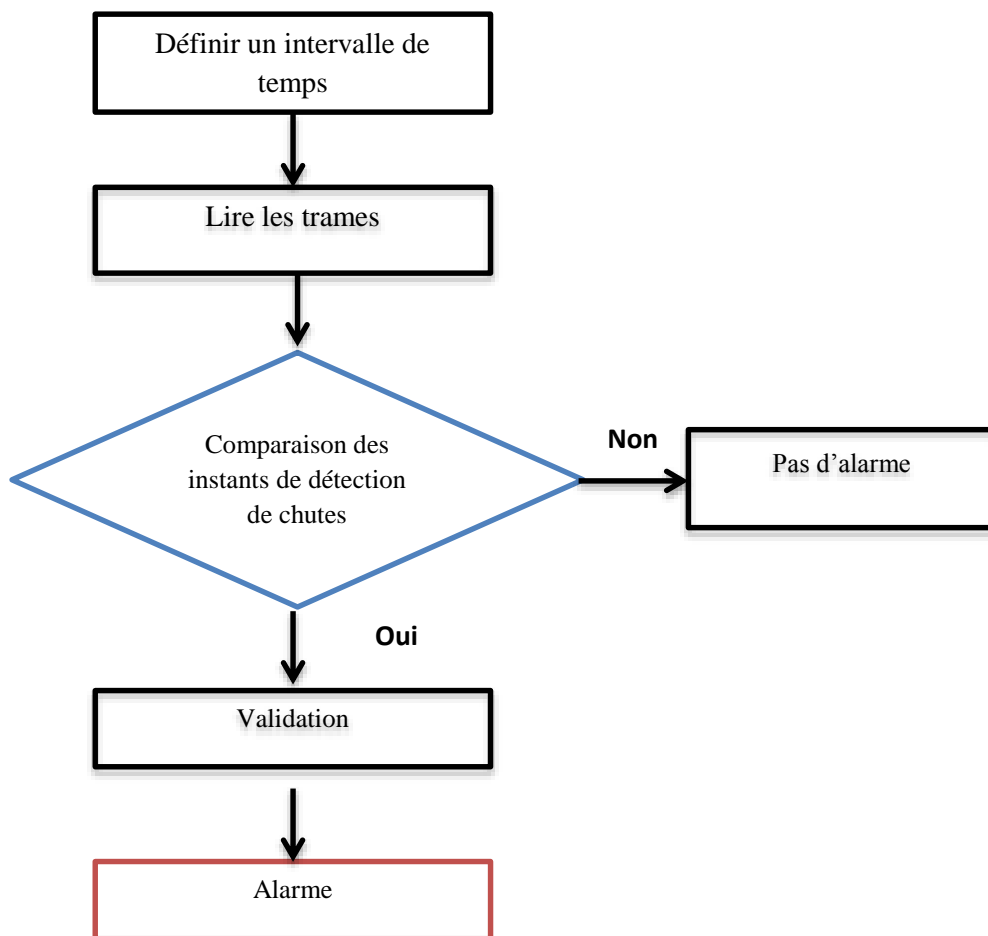 Définir un intervalle de
temps
Lire les trames
Comparaison des
instants de détection
de chutes
Non
Pas d’alarme
Oui
Validation
Alarme